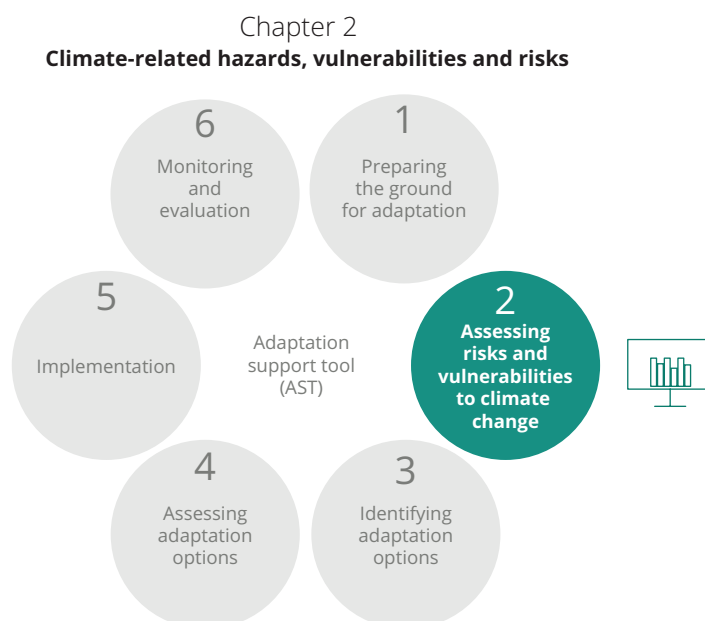 Chapter 2
Climate-related hazards, vulnerabilities and risks
6
Monitoring
and
evaluation
1
Preparing
the ground
for adaptation
5
Implementation
Adaptation
support tool
(AST)
2
Assessing
risks and
vulnerabilities
to climate
change
4
Assessing
adaptation
options
3
Identifying
adaptation
options